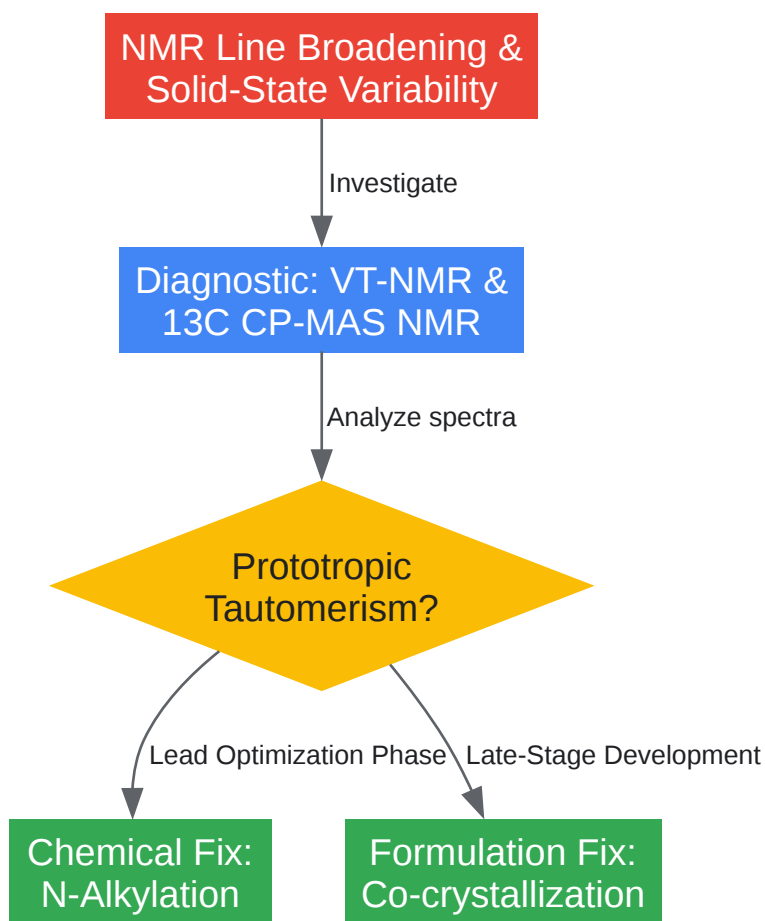 NMR Line Broadening &
Solid-State Variability
Investigate
Diagnostic: VT-NMR &
13C CP-MAS NMR
Analyze spectra
Prototropic
Tautomerism?
Lead Optimization Phase
Late-Stage Development
Chemical Fix:
N-Alkylation
Formulation Fix:
Co-crystallization